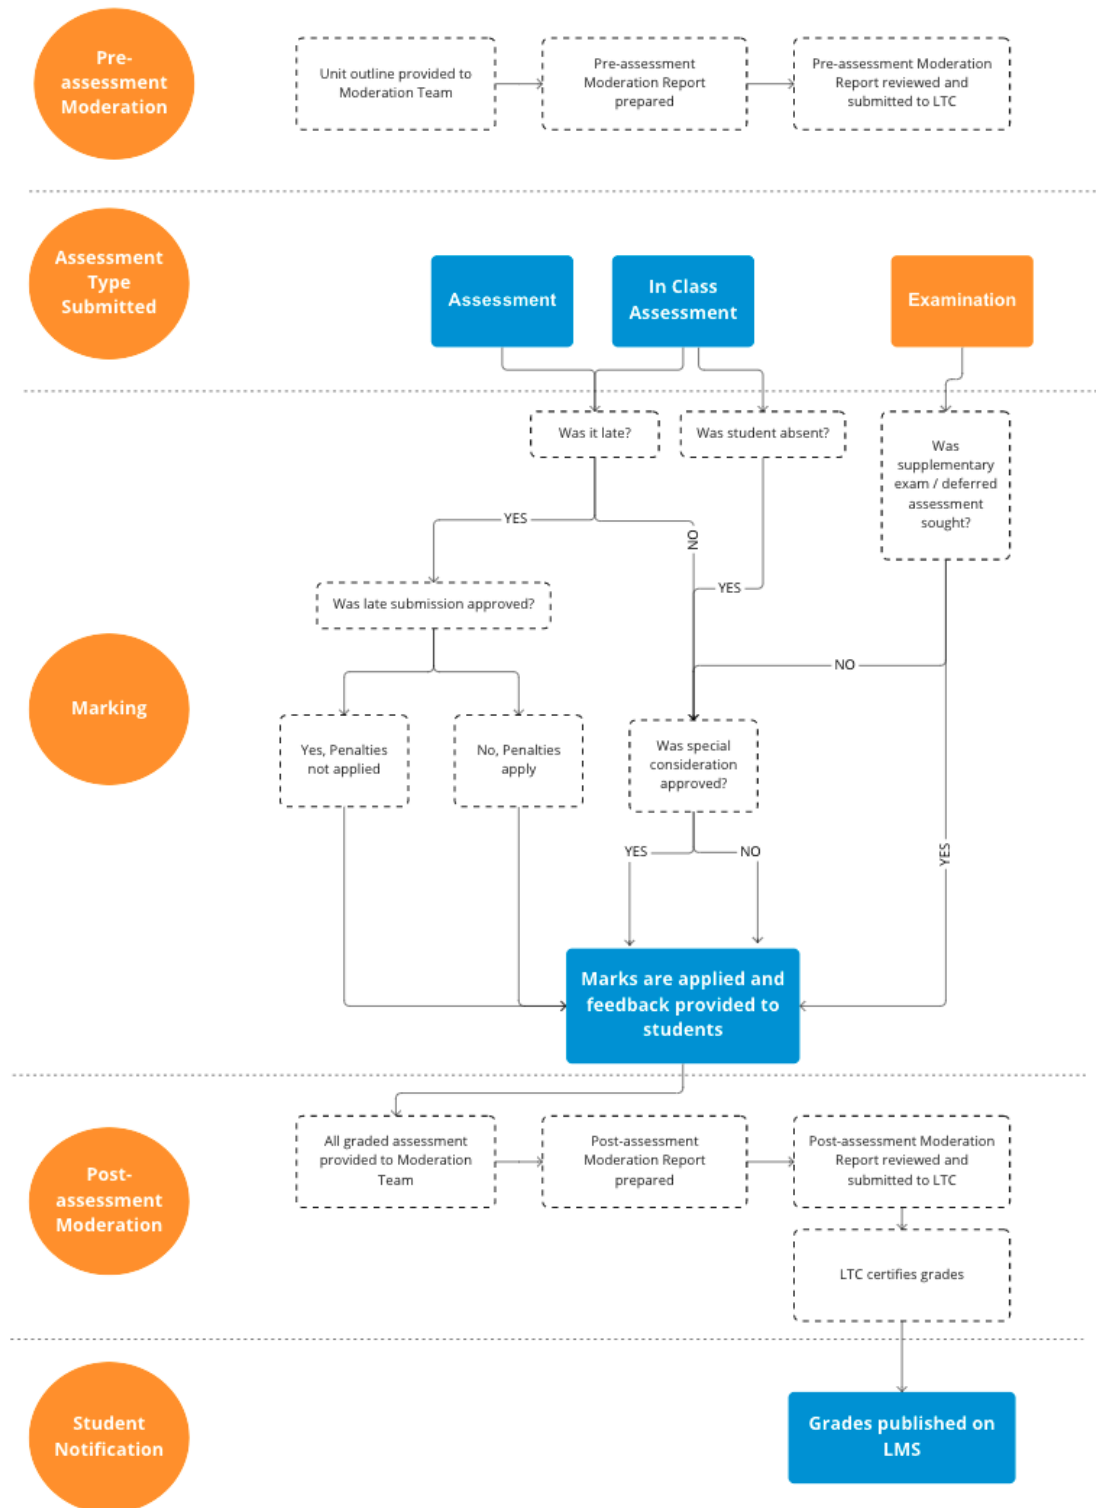 Pre-
assessment
Moderation
Unit outline provided to
Moderation Team
Pre-assessment
Moderation Report
prepared
Pre-assessment Moderation
Report reviewed and
submitted to LTC
Assessment
Type
Submitted
Assessment
In Class
Assessment
Examination
Was it late?
Was student absent?
Was
supplementary
exam / deferred
assessment
sought?
YES
NO
YES
Was late submission approved?
NO
Marking
Yes, Penalties
not applied
No, Penalties
apply
Was special
consideration
approved?
YES
NO
YES
Marks are applied and
feedback provided to
students
Post-
assessment
Moderation
All graded assessment
provided to Moderation
Team
Post-assessment
Moderation Report
prepared
Post-assessment Moderation
Report reviewed and
submitted to LTC
LTC certifies grades
Student
Notification
Grades published on
LMS